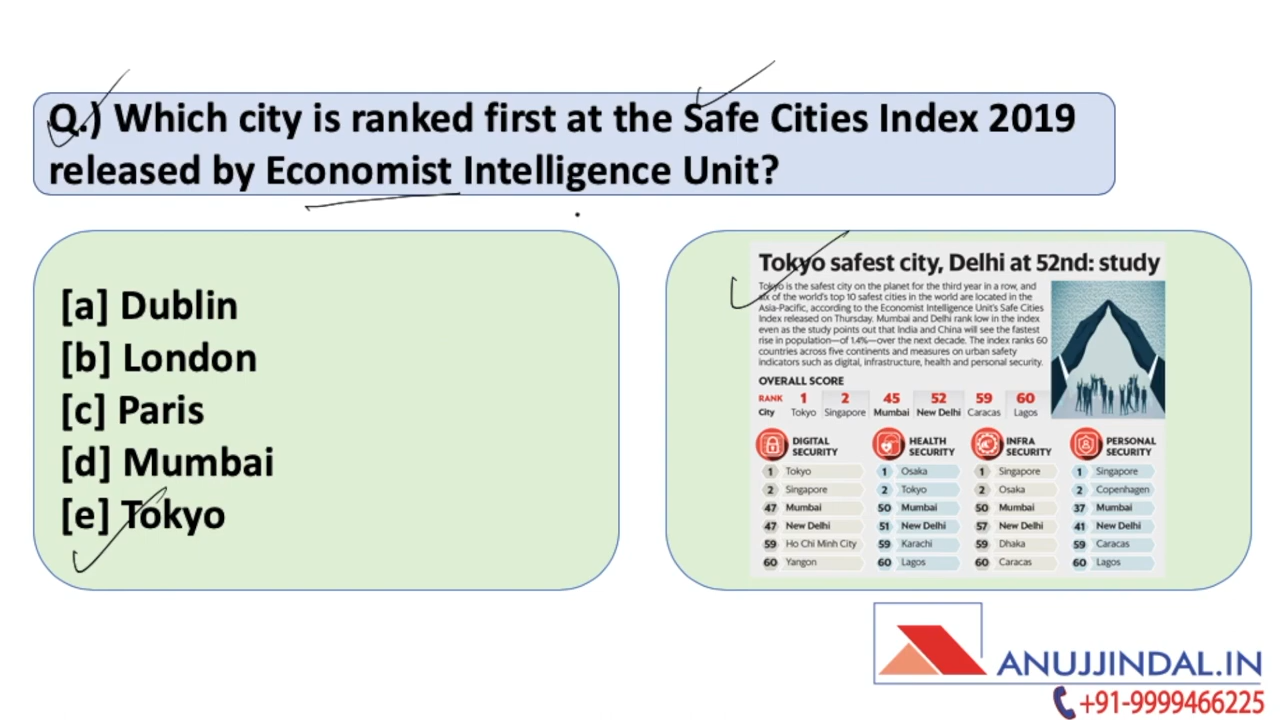 Q.) Which city is ranked first at the Safe Cities Index 2019
released by Economist Intelligence Unit?
[a] Dublin
[b] London
[c] Paris
[d] Mumbai
[e] Tokyo
Tokyo safest city, Delhi at 52nd: study
Tokyo is the safest city on the planet for the third year in a row, and
six of the world's top 10 safest cities in the world are located in the
Asia-Pacific, according to the Economist Intelligence Unit's Safe Cities
Index released on Thursday. Mumbai and Delhi rank low in the index
even as the study points out that India and China will see the fastest
rise in population—of 1.4%—over the next decade. The index ranks 60
countries across five continents and measures on urban safety
indicators such as digital, infrastructure, health and personal security.
OVERALL SCORE
RANK 1 2 45 52 59 60
City Tokyo Singapore Mumbai New Delhi Caracas Lagos
DIGITAL SECURITY
1 Tokyo
2 Singapore
47 Mumbai
47 New Delhi
59 Ho Chi Minh City
60 Yangon
HEALTH SECURITY
1 Osaka
2 Tokyo
50 Mumbai
51 New Delhi
59 Karachi
60 Lagos
INFRA SECURITY
1 Singapore
2 Osaka
50 Mumbai
57 New Delhi
59 Dhaka
60 Caracas
PERSONAL SECURITY
1 Singapore
2 Copenhagen
37 Mumbai
41 New Delhi
59 Caracas
60 Lagos
ANUJJINDAL.IN
+91-9999466225